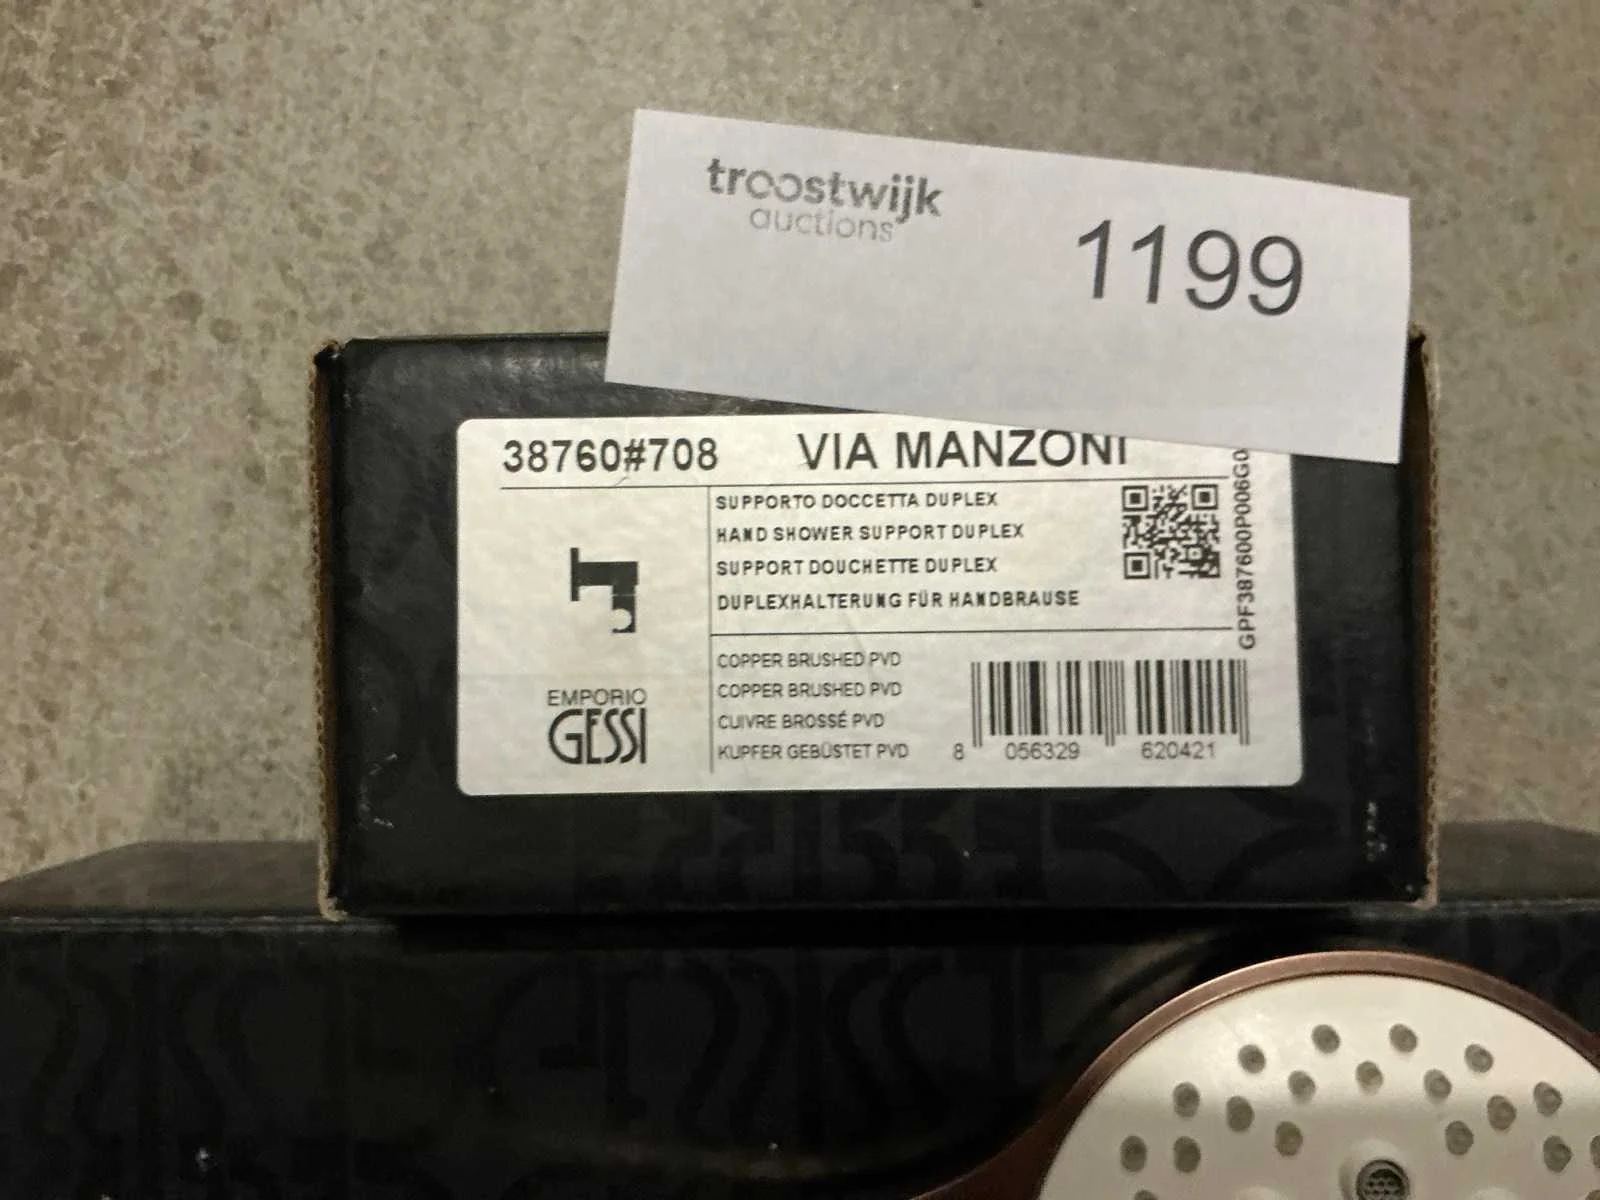 troostwijk
auctions
1199
38760#708 VIA MANZONI
SUPPORTO DOCCETTA DUPLEX
HAND SHOWER SUPPORT DUPLEX
SUPPORT DOUCHETTE DUPLEX
DUPLEXHALTERUNG FÜR HANDBRAUSE
GPF387600P006G0
COPPER BRUSHED PVD
COPPER BRUSHED PVD
CUIVRE BROSSÉ PVD
KUPFER GEBÜSTET PVD
8 056329 620421
EMPORIO
GESSI